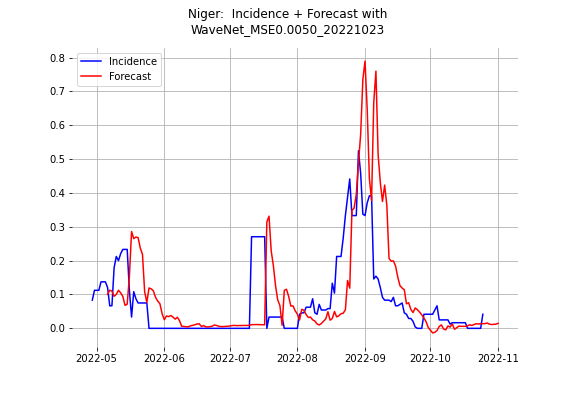 Niger:  Incidence + Forecast with
WaveNet_MSE0.0050_20221023
Incidence
Forecast
0.8
0.7
0.6
0.5
0.4
0.3
0.2
0.1
0.0
2022-05 2022-06 2022-07 2022-08 2022-09 2022-10 2022-11